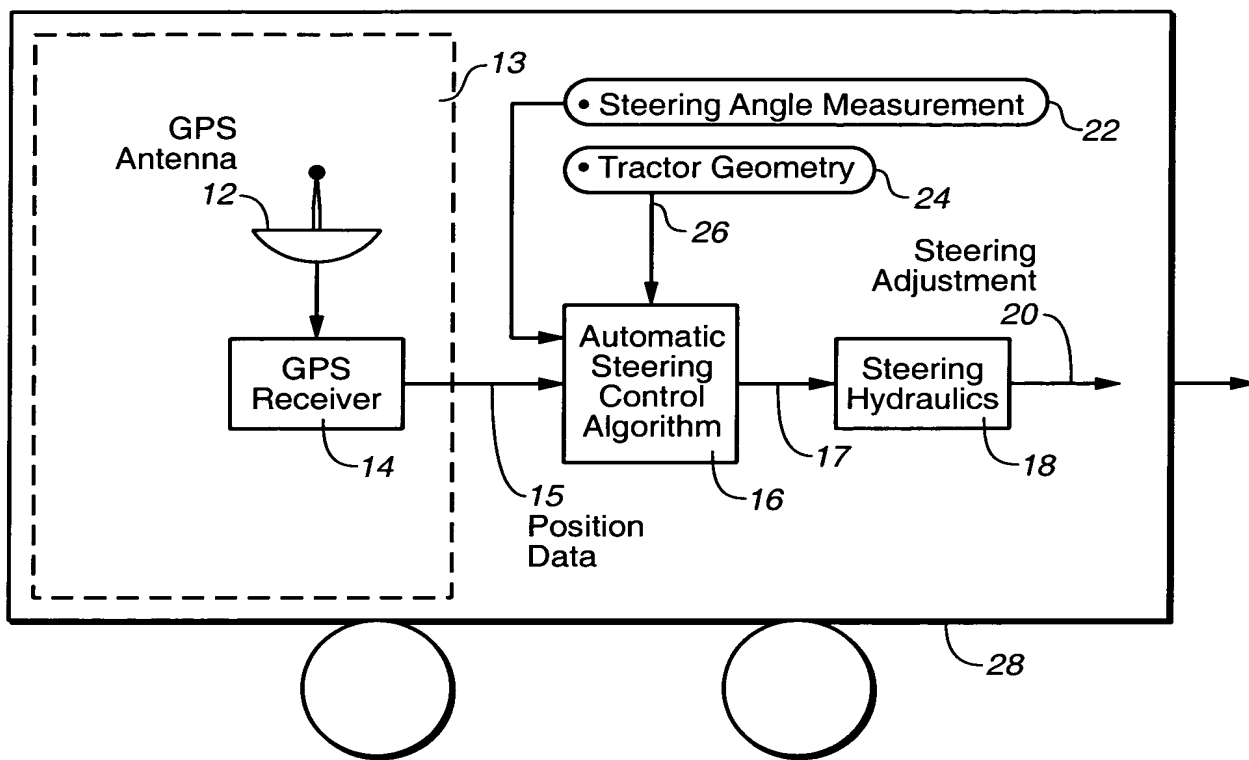 13
Steering Angle Measurement
22
GPS
Antenna
12
Tractor Geometry
24
26
Steering
Adjustment
20
GPS
Receiver
14
Automatic
Steering
Control
Algorithm
16
Steering
Hydraulics
18
17
15
Position
Data
28